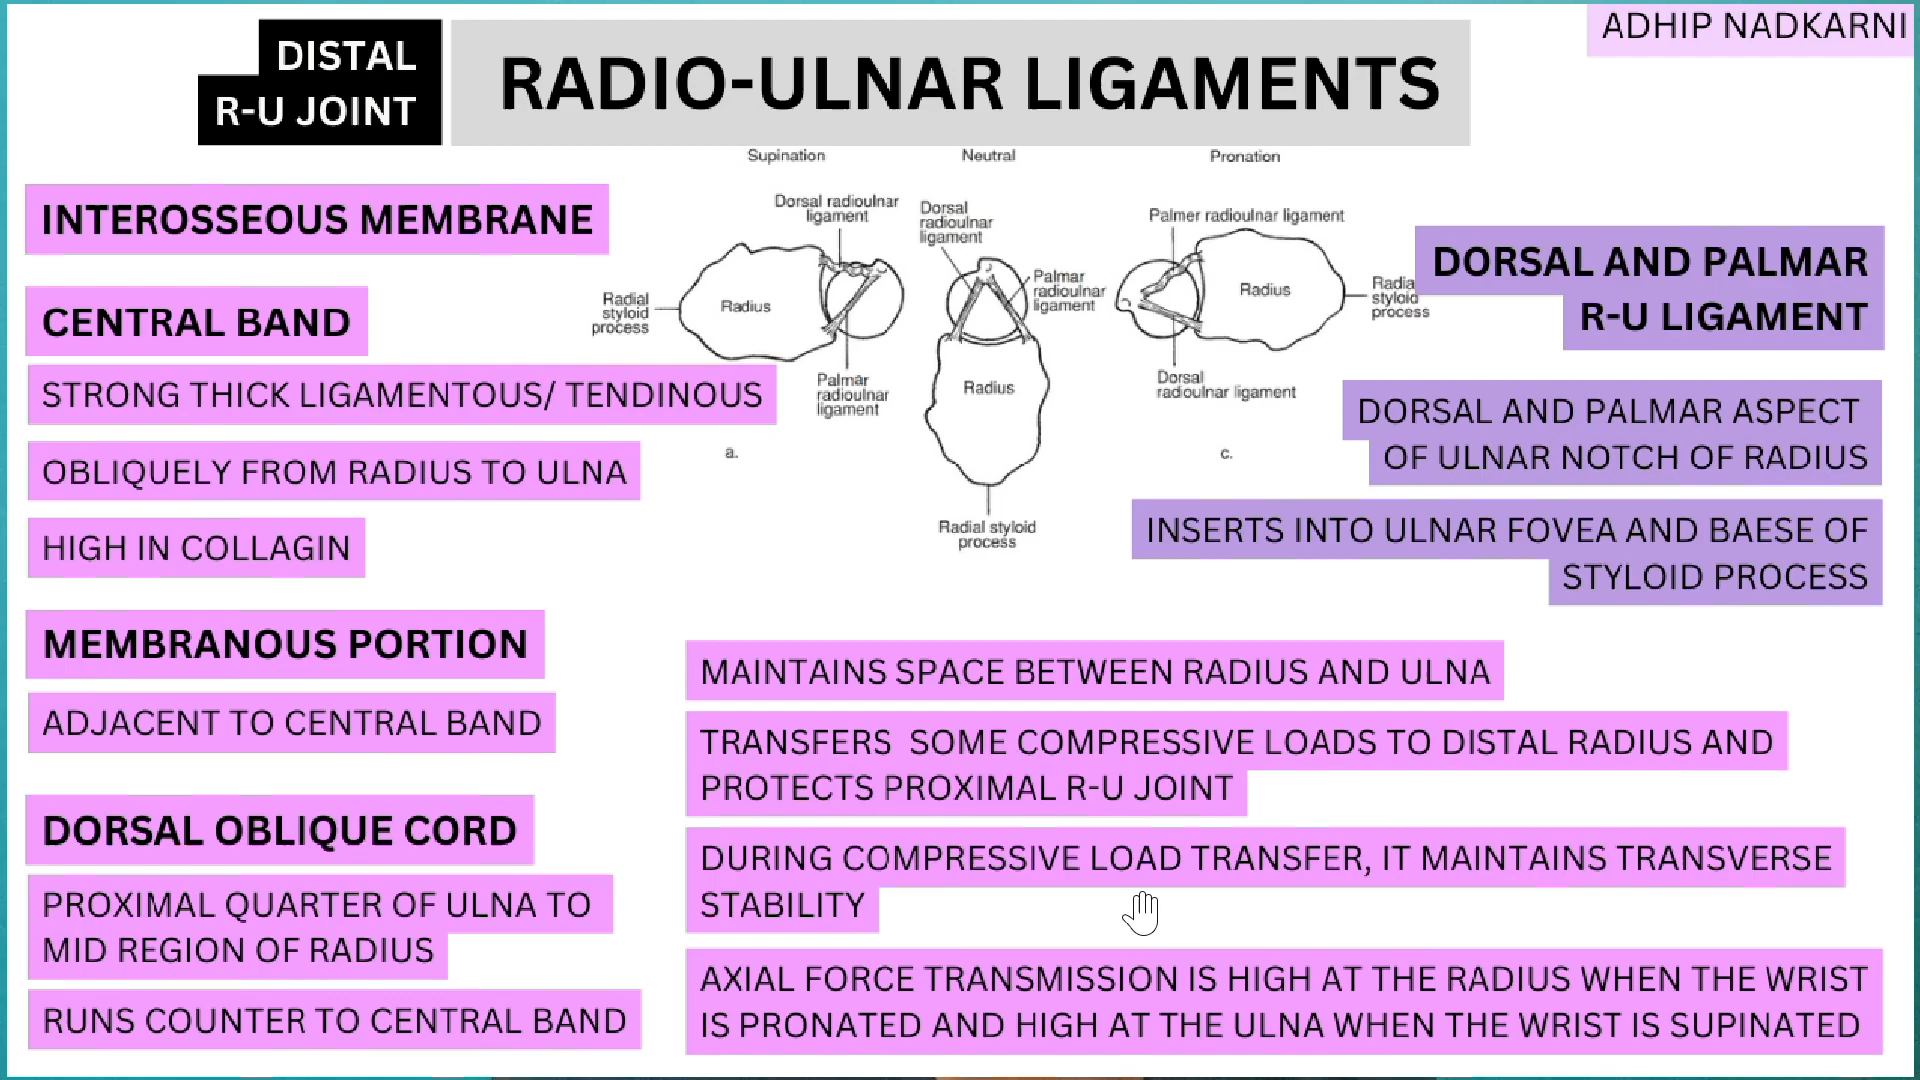 ADHIP NADKARNI
DISTAL
R-U JOINT
RADIO-ULNAR LIGAMENTS
INTEROSSEOUS MEMBRANE
CENTRAL BAND
STRONG THICK LIGAMENTOUS/ TENDINOUS
OBLIQUELY FROM RADIUS TO ULNA
HIGH IN COLLAGIN
MEMBRANOUS PORTION
ADJACENT TO CENTRAL BAND
DORSAL OBLIQUE CORD
PROXIMAL QUARTER OF ULNA TO
MID REGION OF RADIUS
RUNS COUNTER TO CENTRAL BAND
Supination
Dorsal radioulnar
ligament
Radial
styloid
process
Radius
Palmar
radioulnar
ligament
a.
Neutral
Dorsal
radioulnar
ligament
Palmar
radioulnar
ligament
Radius
Radial styloid
process
Pronation
Palmer radioulnar ligament
Radius
Radia
styloid
process
Dorsal
radioulnar ligament
c.
DORSAL AND PALMAR
R-U LIGAMENT
DORSAL AND PALMAR ASPECT
OF ULNAR NOTCH OF RADIUS
INSERTS INTO ULNAR FOVEA AND BAESE OF
STYLOID PROCESS
MAINTAINS SPACE BETWEEN RADIUS AND ULNA
TRANSFERS SOME COMPRESSIVE LOADS TO DISTAL RADIUS AND
PROTECTS PROXIMAL R-U JOINT
DURING COMPRESSIVE LOAD TRANSFER, IT MAINTAINS TRANSVERSE
STABILITY
AXIAL FORCE TRANSMISSION IS HIGH AT THE RADIUS WHEN THE WRIST
IS PRONATED AND HIGH AT THE ULNA WHEN THE WRIST IS SUPINATED